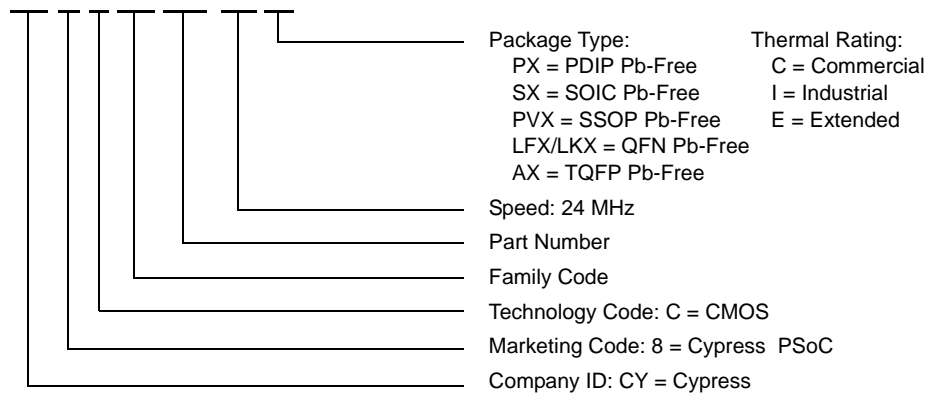 Package Type:
PX = PDIP Pb-Free
SX = SOIC Pb-Free
PVX = SSOP Pb-Free
LFX/LKX = QFN Pb-Free
AX = TQFP Pb-Free
Thermal Rating:
C = Commercial
I = Industrial
E = Extended
Speed: 24 MHz
Part Number
Family Code
Technology Code: C = CMOS
Marketing Code: 8 = Cypress PSoC
Company ID: CY = Cypress